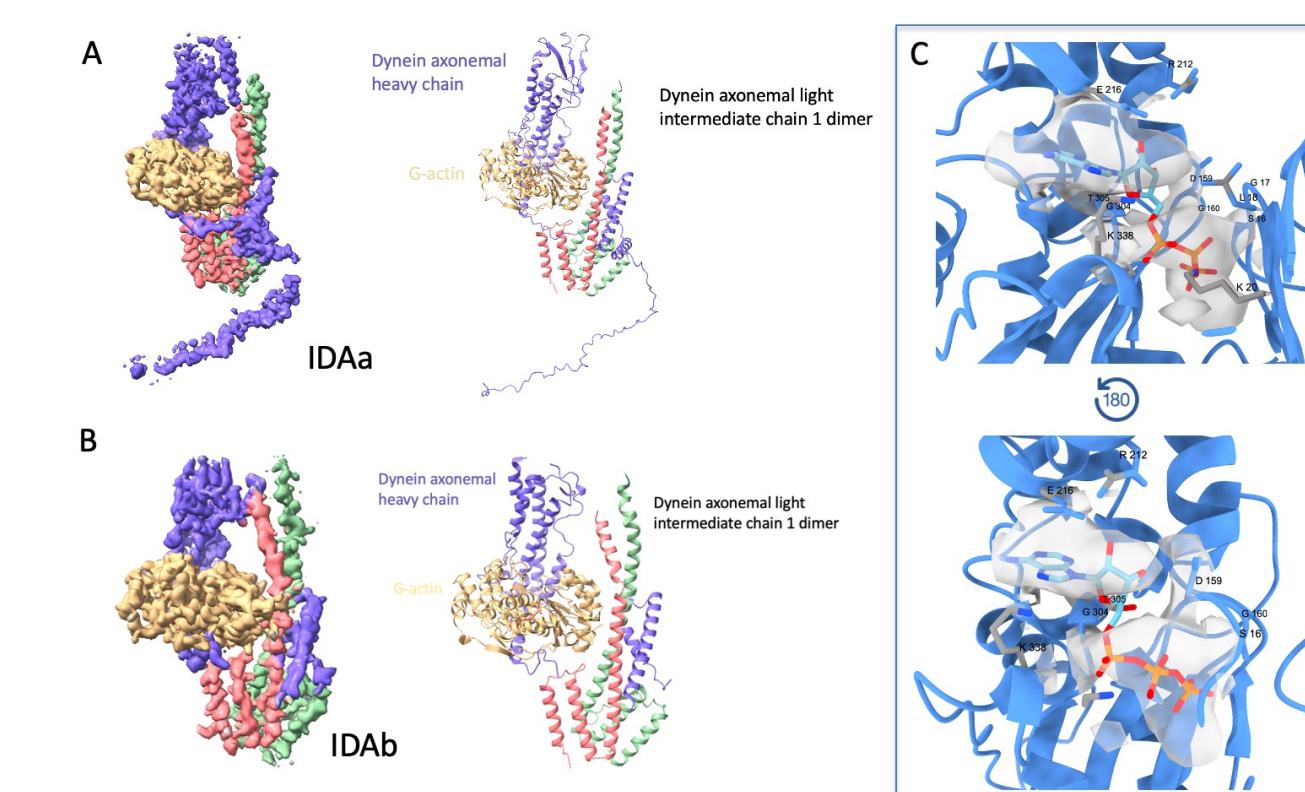 A
Dynein axonemal
heavy chain
G-actin
Dynein axonemal light
intermediate chain 1 dimer
IDAa
B
Dynein axonemal
heavy chain
G-actin
Dynein axonemal light
intermediate chain 1 dimer
IDAb
C
R 212
E 216
D 159
G 17
T 305
L 18
G 304
G 160
S 16
K 338
K 20
180
R 212
E 216
D 159
305
G 304
G 160
S 16
K 338